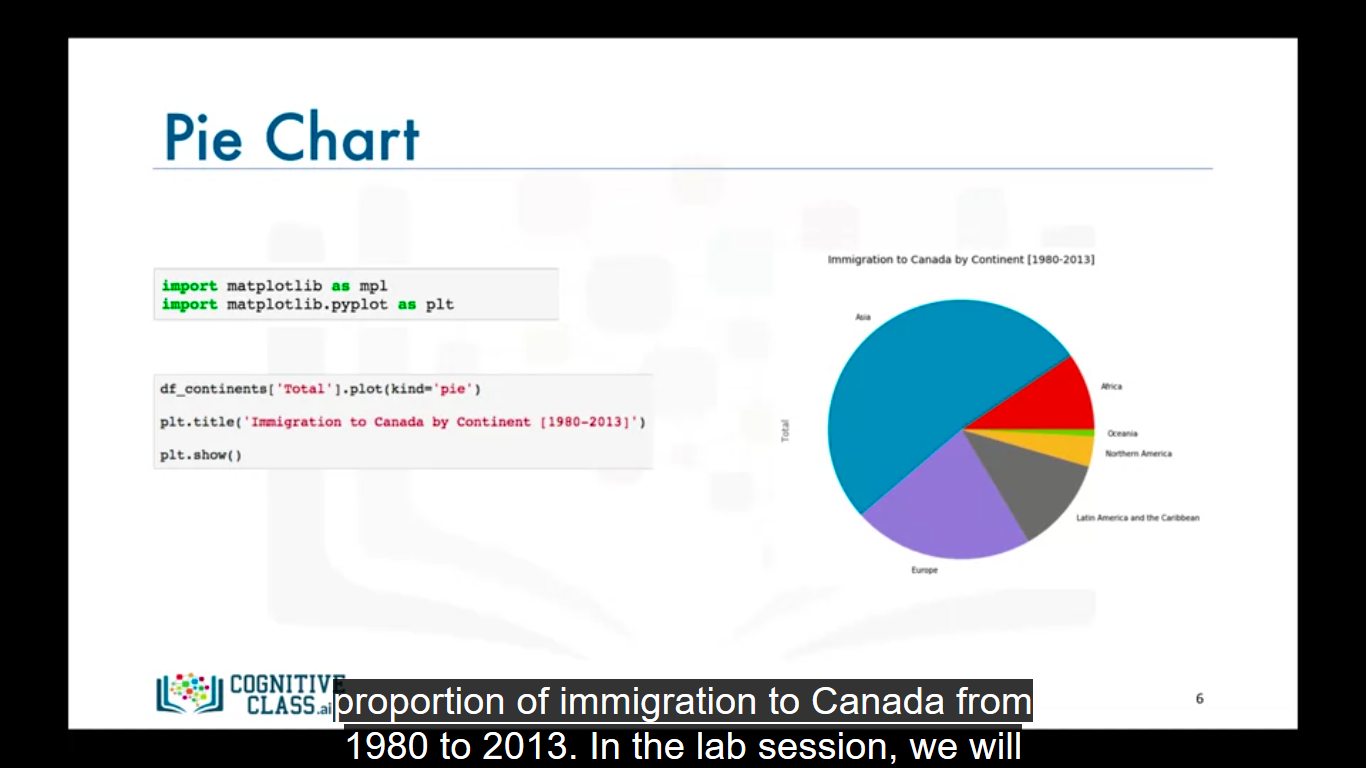 Pie Chart
import matplotlib as mpl
import matplotlib.pyplot as plt
df_continents['Total'].plot(kind='pie')
plt.title('Immigration to Canada by Continent [1980-2013]')
plt.show()
Immigration to Canada by Continent [1980-2013]
Asia
Africa
Oceania
Northern America
Total
Latin America and the Caribbean
Europe
COGNITIVE
CLASS.ai
6
proportion of immigration to Canada from
1980 to 2013. In the lab session, we will